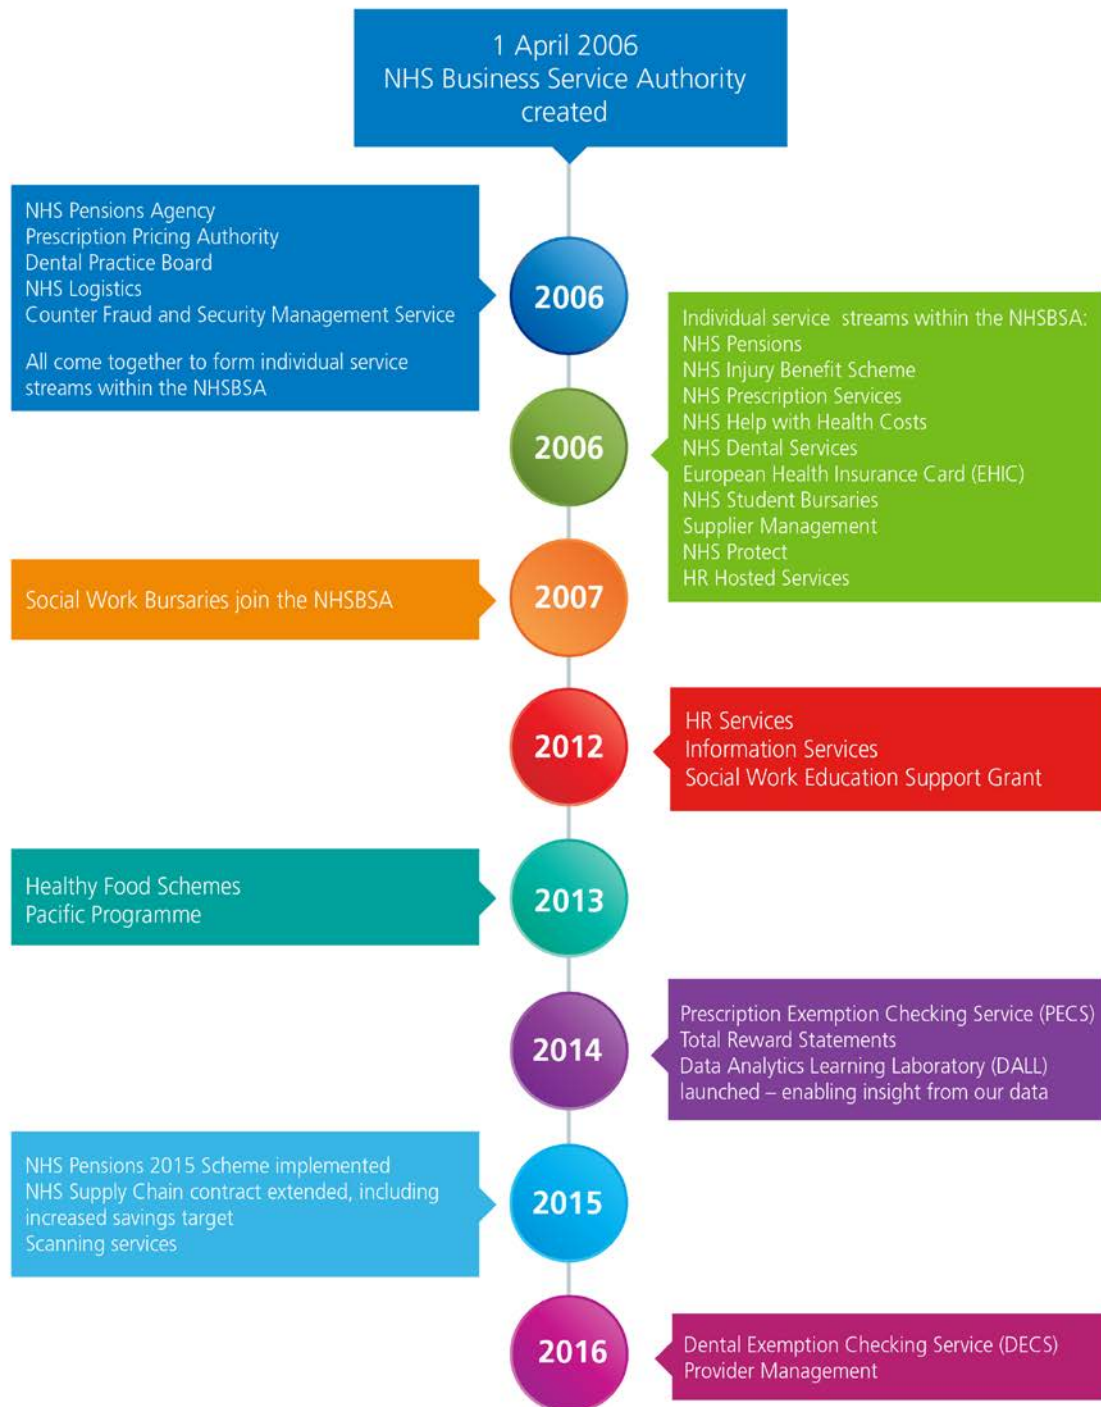 1 April 2006
NHS Business Service Authority
created
NHS Pensions Agency
Prescription Pricing Authority
Dental Practice Board
NHS Logistics
Counter Fraud and Security Management Service
All come together to form individual service
streams within the NHSBSA
2006
Individual service streams within the NHSBSA:
NHS Pensions
NHS Injury Benefit Scheme
NHS Prescription Services
NHS Help with Health Costs
NHS Dental Services
European Health Insurance Card (EHIC)
NHS Student Bursaries
Supplier Management
NHS Protect
HR Hosted Services
2006
Social Work Bursaries join the NHSBSA
2007
HR Services
Information Services
Social Work Education Support Grant
2012
Healthy Food Schemes
Pacific Programme
2013
Prescription Exemption Checking Service (PECS)
Total Reward Statements
Data Analytics Learning Laboratory (DALL)
launched – enabling insight from our data
2014
NHS Pensions 2015 Scheme implemented
NHS Supply Chain contract extended, including
increased savings target
Scanning services
2015
Dental Exemption Checking Service (DECS)
Provider Management
2016